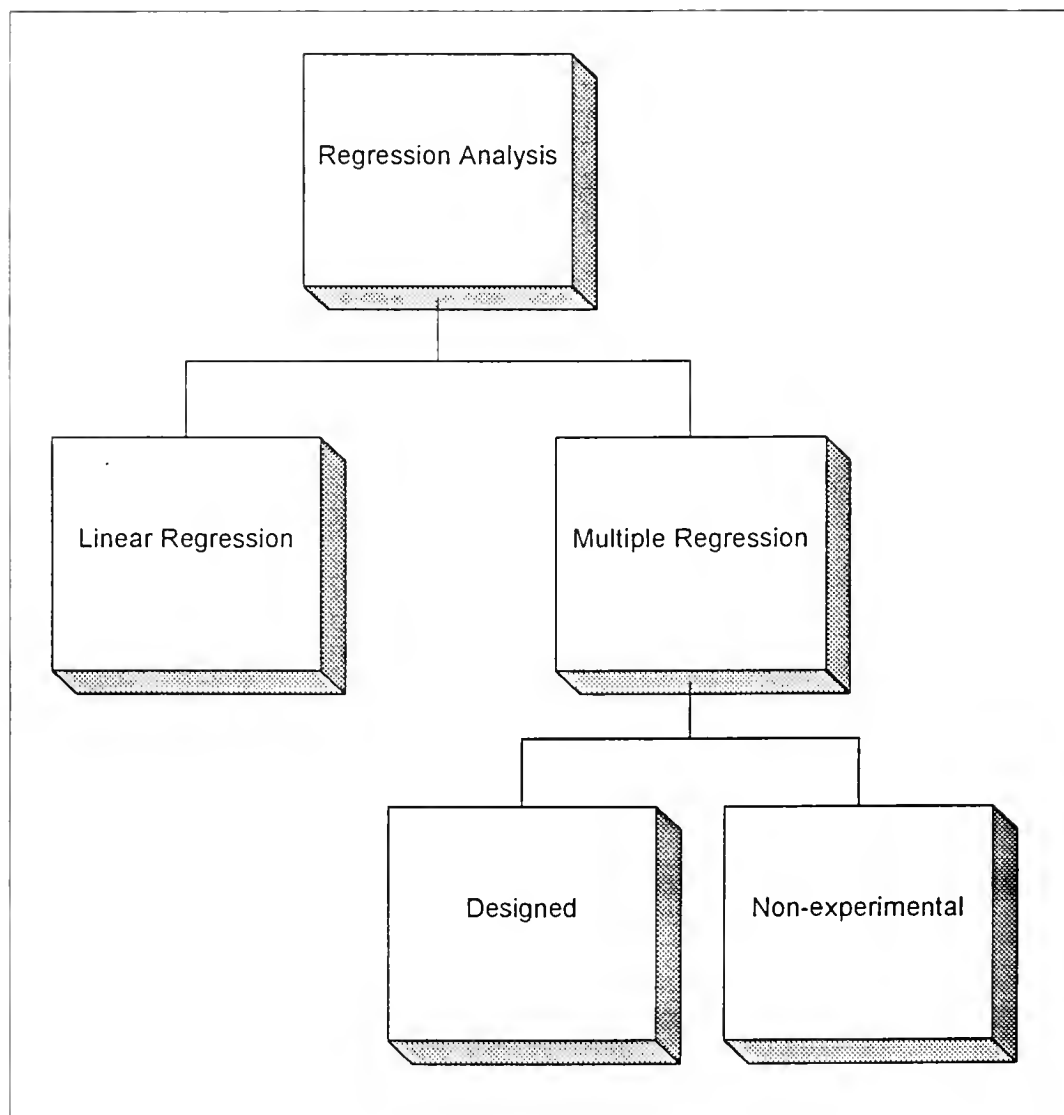 Regression Analysis
Linear Regression
Multiple Regression
Designed
Non-experimental